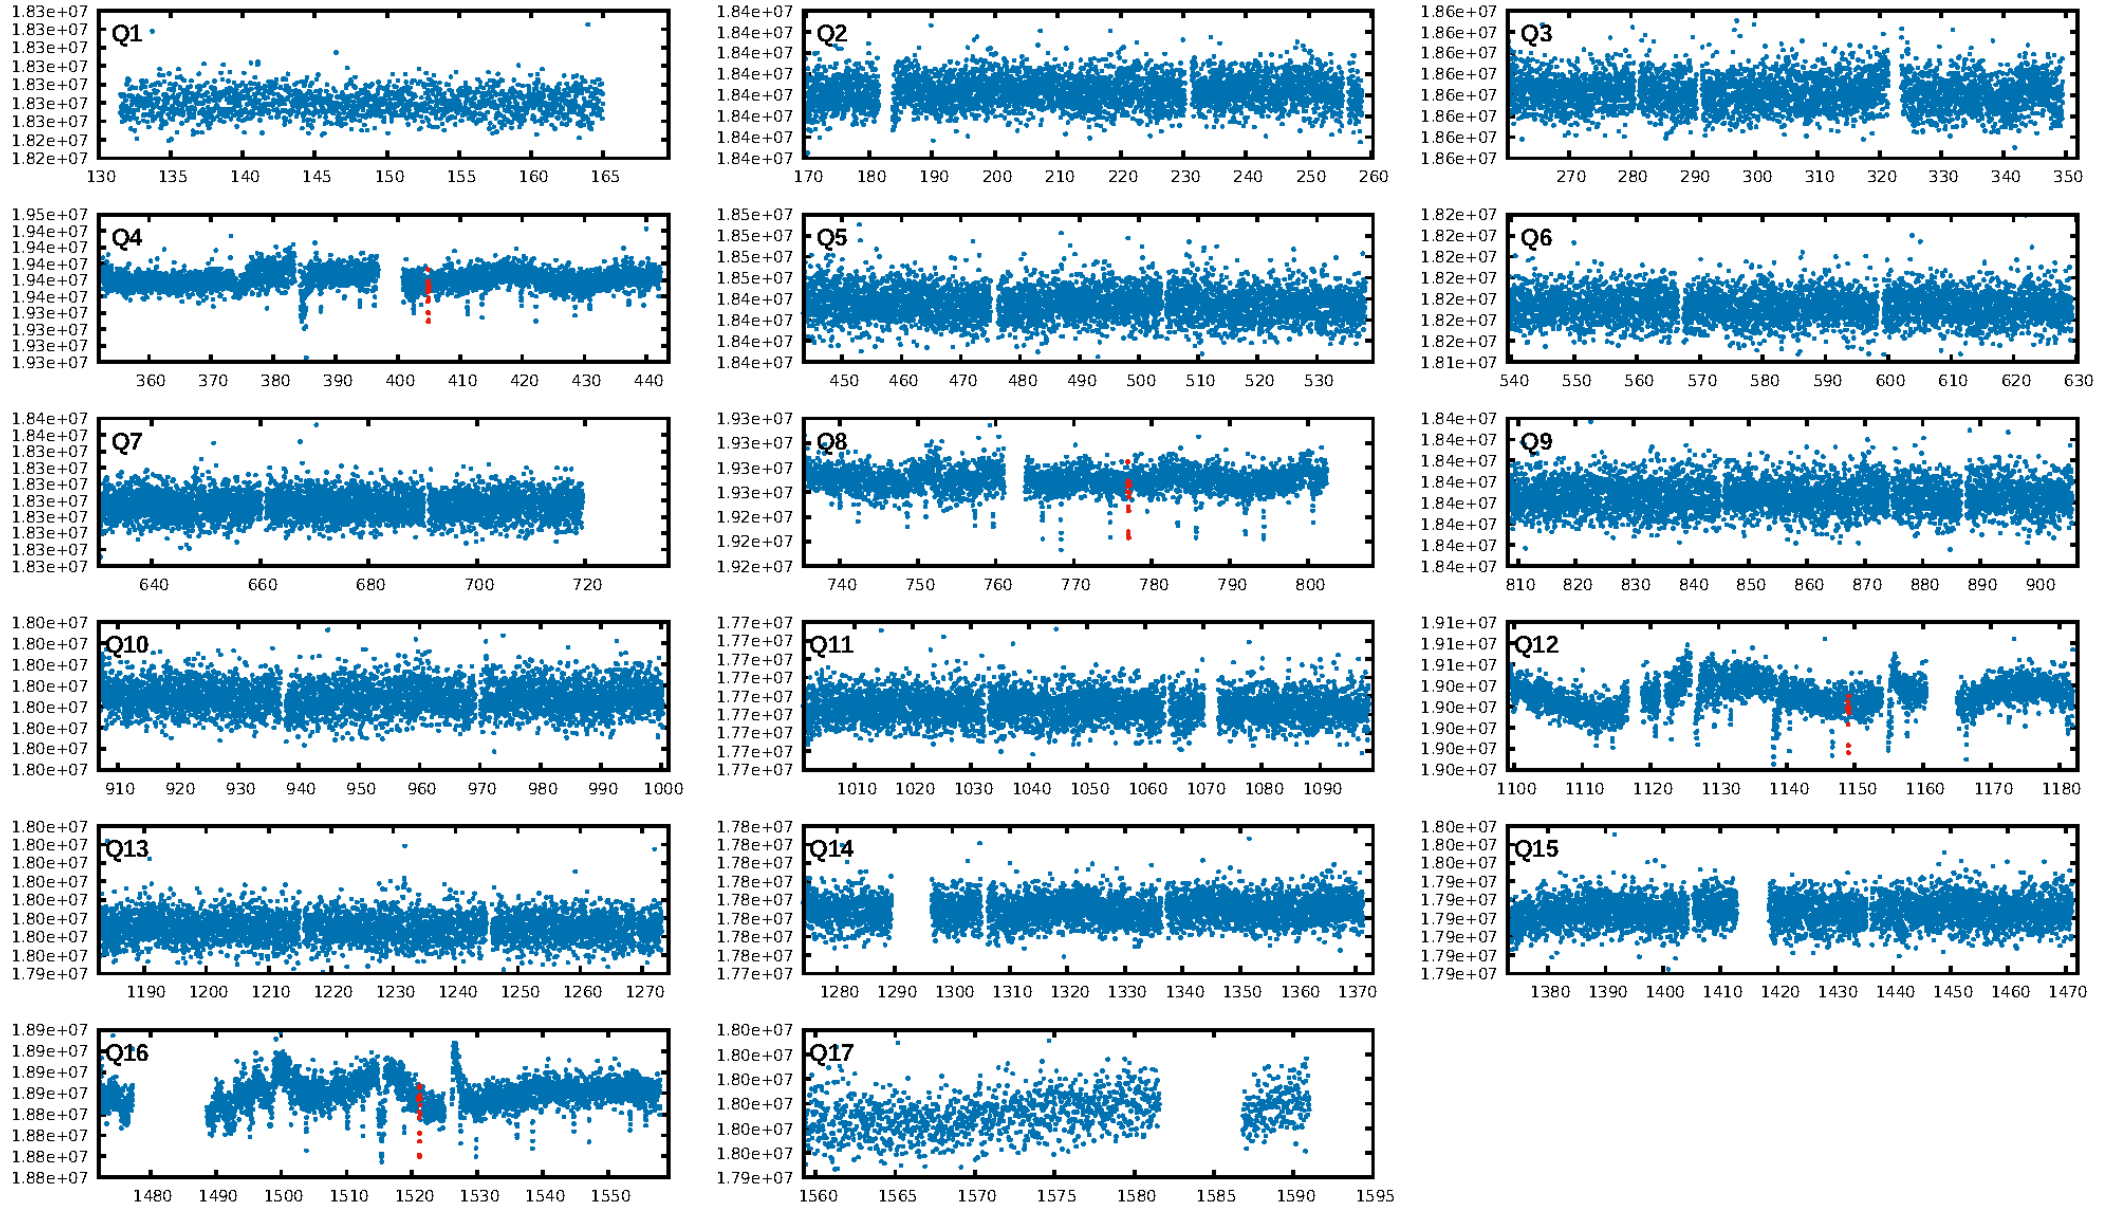 1.83e+07
1.83e+07
1.83e+07
1.83e+07
1.83e+07
1.83e+07
1.83e+07
1.82e+07
1.82e+07
Q1
130 135 140 145 150 155 160 165
1.84e+07
1.84e+07
1.84e+07
1.84e+07
1.84e+07
1.84e+07
1.84e+07
1.84e+07
Q2
170 180 190 200 210 220 230 240 250 260
1.86e+07
1.86e+07
1.86e+07
1.86e+07
1.86e+07
1.86e+07
1.86e+07
1.86e+07
Q3
270 280 290 300 310 320 330 340 350
1.95e+07
1.94e+07
1.94e+07
1.94e+07
1.94e+07
1.94e+07
1.93e+07
1.93e+07
1.93e+07
1.93e+07
Q4
360 370 380 390 400 410 420 430 440
1.85e+07
1.85e+07
1.85e+07
1.85e+07
1.84e+07
1.84e+07
1.84e+07
1.84e+07
Q5
450 460 470 480 490 500 510 520 530
1.82e+07
1.82e+07
1.82e+07
1.82e+07
1.82e+07
1.82e+07
1.82e+07
1.81e+07
Q6
540 550 560 570 580 590 600 610 620 630
1.84e+07
1.84e+07
1.83e+07
1.83e+07
1.83e+07
1.83e+07
1.83e+07
1.83e+07
1.83e+07
1.83e+07
Q7
640 660 680 700 720
1.93e+07
1.93e+07
1.93e+07
1.93e+07
1.92e+07
1.92e+07
1.92e+07
Q8
740 750 760 770 780 790 800
1.84e+07
1.84e+07
1.84e+07
1.84e+07
1.84e+07
1.84e+07
1.84e+07
1.84e+07
Q9
810 820 830 840 850 860 870 880 890 900
1.80e+07
1.80e+07
1.80e+07
1.80e+07
1.80e+07
1.80e+07
1.80e+07
1.80e+07
Q10
910 920 930 940 950 960 970 980 990 1000
1.77e+07
1.77e+07
1.77e+07
1.77e+07
1.77e+07
1.77e+07
1.77e+07
1.77e+07
1.77e+07
Q11
1010 1020 1030 1040 1050 1060 1070 1080 1090
1.91e+07
1.91e+07
1.91e+07
1.90e+07
1.90e+07
1.90e+07
1.90e+07
1.90e+07
Q12
1100 1110 1120 1130 1140 1150 1160 1170 1180
1.80e+07
1.80e+07
1.80e+07
1.80e+07
1.80e+07
1.80e+07
1.80e+07
1.80e+07
1.79e+07
Q13
1190 1200 1210 1220 1230 1240 1250 1260 1270
1.78e+07
1.78e+07
1.78e+07
1.78e+07
1.78e+07
1.78e+07
1.78e+07
1.78e+07
1.77e+07
Q14
1280 1290 1300 1310 1320 1330 1340 1350 1360 1370
1.80e+07
1.80e+07
1.80e+07
1.79e+07
1.79e+07
1.79e+07
1.79e+07
1.79e+07
1.79e+07
Q15
1380 1390 1400 1410 1420 1430 1440 1450 1460 1470
1.89e+07
1.89e+07
1.89e+07
1.89e+07
1.88e+07
1.88e+07
1.88e+07
1.88e+07
Q16
1480 1490 1500 1510 1520 1530 1540 1550
1.80e+07
1.80e+07
1.80e+07
1.80e+07
1.80e+07
1.80e+07
1.79e+07
Q17
1560 1565 1570 1575 1580 1585 1590 1595